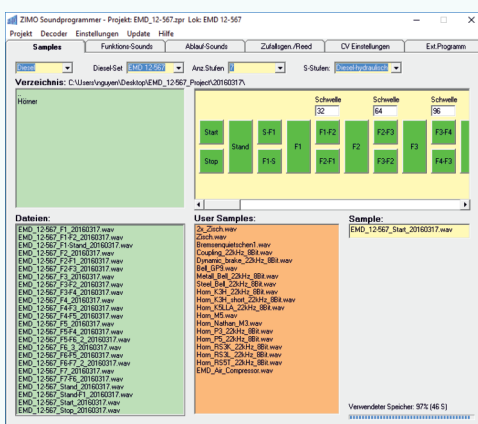 ZIMO Soundprogrammer - Projekt: EMD_12-567.zpr Lok: EMD 12-567
Projekt Decoder Einstellungen Update Hilfe
Samples Funktions-Sounds Ablauf-Sounds Zufallsgen./Reed CV Einstellungen Ext.Programm
Diesel Diesel-Set EMD 12-567 Anz.Stufen 7 S-Stufen: Diesel-hydraulisch
Verzeichnis: C:\Users\nguyen\Desktop\EMD_12-567_Project\20160317\
..
Hörner
Schwelle Schwelle Schwelle
32 64 96
Start S-F1 F1-F2 F2-F3 F3-F4
Stand F1 F2 F3
Stop F1-S F2-F1 F3-F2 F4-F3
Dateien:
EMD_12-567_F1_20160317.wav
EMD_12-567_F1-F2_20160317.wav
EMD_12-567_F1-Stand_20160317.wav
EMD_12-567_F2_20160317.wav
EMD_12-567_F2-F1_20160317.wav
EMD_12-567_F2-F3_20160317.wav
EMD_12-567_F3_20160317.wav
EMD_12-567_F3-F2_20160317.wav
EMD_12-567_F3-F4_20160317.wav
EMD_12-567_F4_20160317.wav
EMD_12-567_F4-F3_20160317.wav
EMD_12-567_F4-F5_20160317.wav
EMD_12-567_F5_20160317.wav
EMD_12-567_F5-F4_20160317.wav
EMD_12-567_F5-F6_2_20160317.wav
EMD_12-567_F6_3_20160317.wav
EMD_12-567_F6-F5_20160317.wav
EMD_12-567_F6-F7_2_20160317.wav
EMD_12-567_F7_20160317.wav
EMD_12-567_F7-F6_20160317.wav
EMD_12-567_Stand_20160317.wav
EMD_12-567_Stand-F1_20160317.wav
EMD_12-567_Start_20160317.wav
EMD_12-567_Stop_20160317.wav
User Samples:
2x_Zisch.wav
Zisch.wav
Bremsenquietschen1.wav
Coupling_22kHz_8Bit.wav
Dynamic_brake_22kHz_8Bit.wav
Bell_GP9.wav
Metall_Bell_22kHz_8Bit.wav
Steel_Bell_22kHz_8Bit.wav
Horn_K3H_22kHz_8Bit.wav
Horn_K3H_short_22kHz_8Bit.wav
Horn_K5LLA_22kHz_8Bit.wav
Horn_M5.wav
Horn_Nathan_M3.wav
Horn_P3_22kHz_8Bit.wav
Horn_P5_22kHz_8Bit.wav
Horn_RS3K_22kHz_8Bit.wav
Horn_RS3L_22kHz_8Bit.wav
Horn_RS5T_22kHz_8Bit.wav
EMD_Air_Compressor.wav
Sample:
EMD_12-567_Start_20160317.wav
Verwendeter Speicher: 97% (46 S)